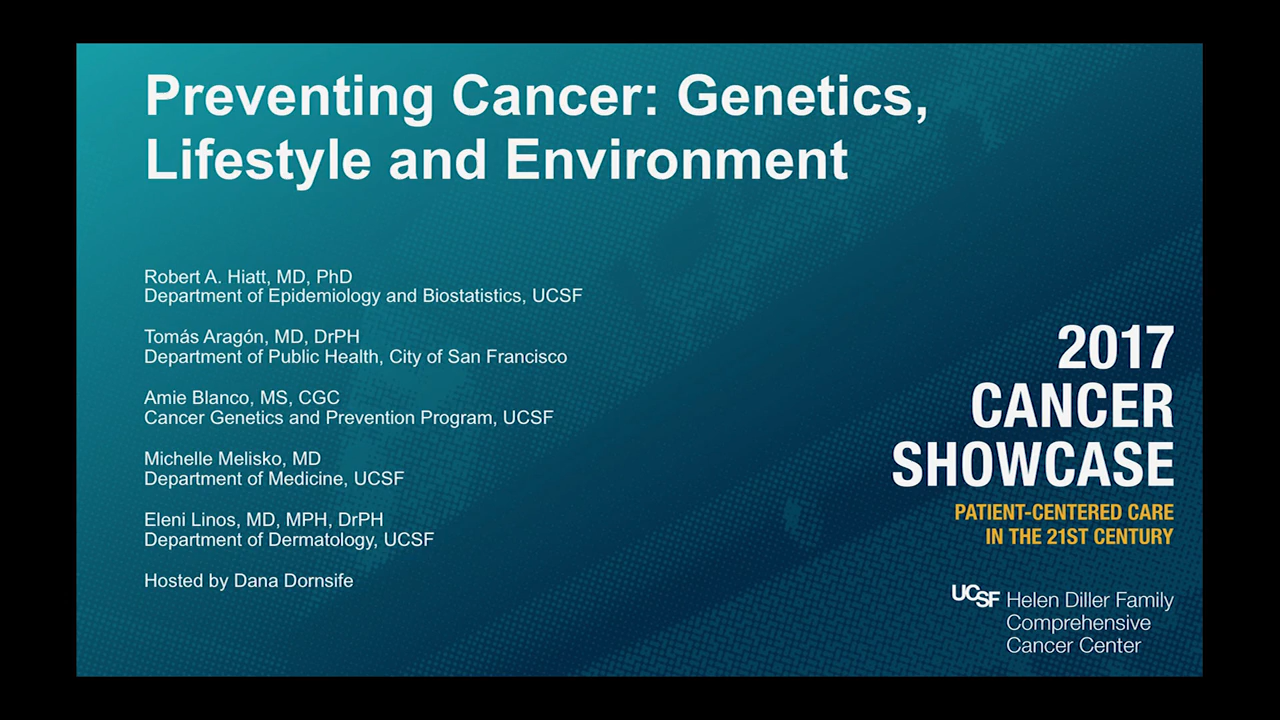 Preventing Cancer: Genetics,
Lifestyle and Environment
Robert A. Hiatt, MD, PhD
Department of Epidemiology and Biostatistics, UCSF
Tomás Aragón, MD, DrPH
Department of Public Health, City of San Francisco
Amie Blanco, MS, CGC
Cancer Genetics and Prevention Program, UCSF
Michelle Melisko, MD
Department of Medicine, UCSF
Eleni Linos, MD, MPH, DrPH
Department of Dermatology, UCSF
Hosted by Dana Dornsife
2017
CANCER
SHOWCASE
PATIENT-CENTERED CARE
IN THE 21ST CENTURY
UCSF Helen Diller Family
Comprehensive
Cancer Center